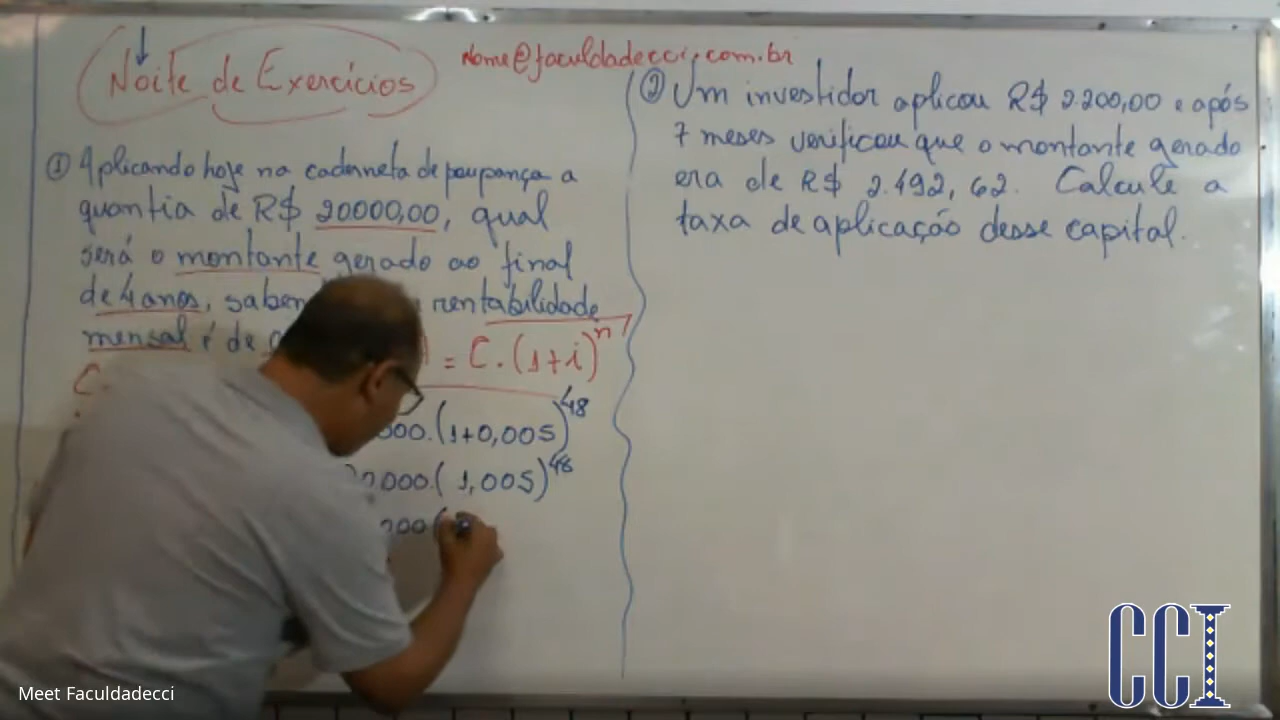 Noite de Exercícios
Nome@faculdadecci.com.br
① Aplicando hoje na caderneta de poupança a
quantia de R$ 20000,00, qual
será o montante gerado ao final
de 4 anos, rentabilidade
mensal é de
= C.(1+i)ⁿ
000.(1+0,005)⁴⁸
000.(1,005)⁴⁸
② Um investidor aplicou R$ 2.200,00 e após
7 meses verificou que o montante gerado
era de R$ 2.492,62. Calcule a
taxa de aplicação desse capital.
Meet Faculdadecci
CCI